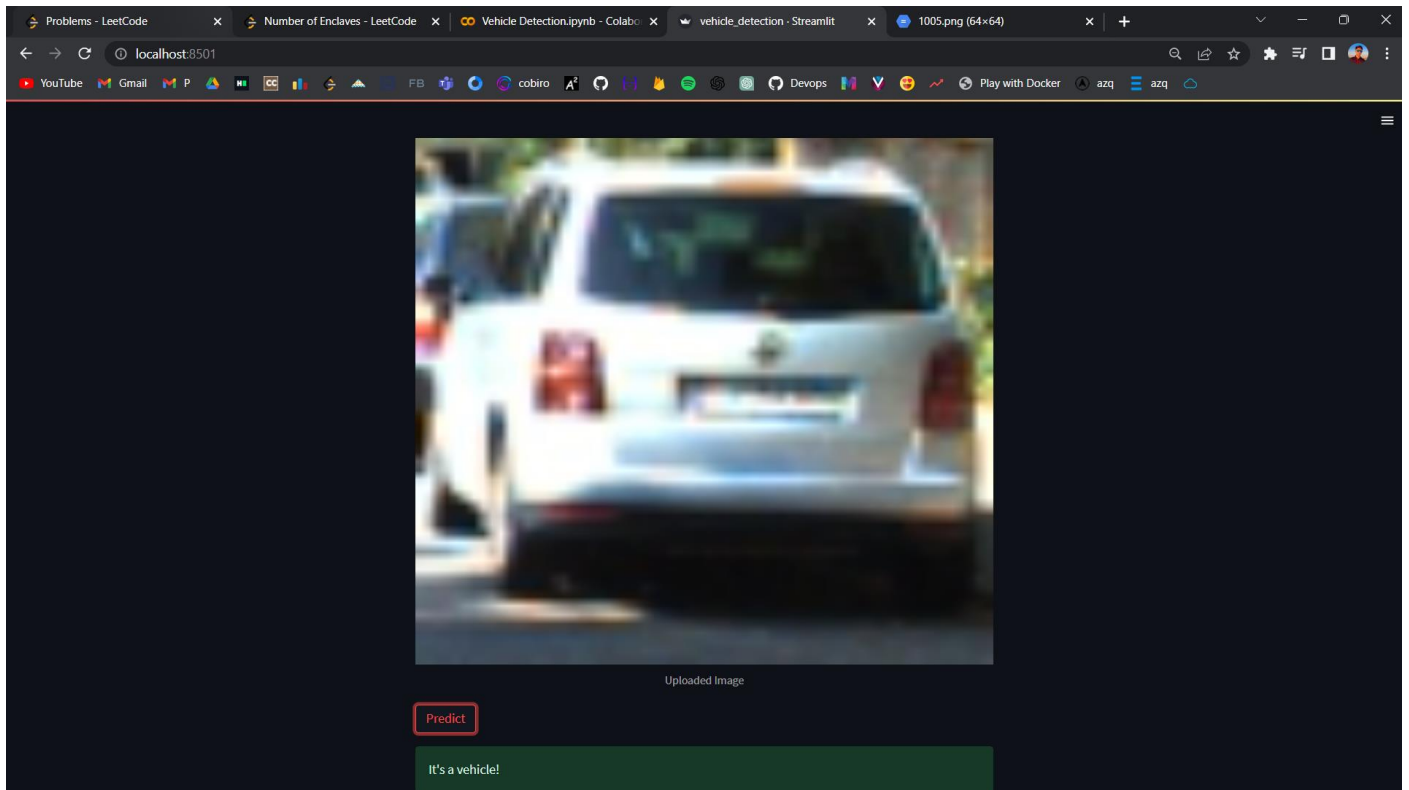 Problems - LeetCode
Number of Enclaves - LeetCode
Vehicle Detection.ipynb - Colabo
vehicle_detection · Streamlit
1005.png (64×64)
localhost:8501
YouTube
Gmail
P
FB
cobiro
Devops
Play with Docker
azq
azq
Uploaded Image
Predict
It's a vehicle!